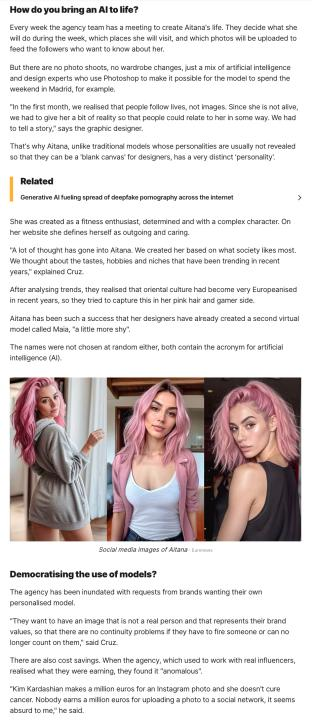 How do you bring an AI to life?
Every week the agency team has a meeting to create Aitana's life. They decide what she
will do during the week, which places she will visit, and which photos will be uploaded to
feed the followers who want to know about her.
But there are no photo shoots, no wardrobe changes, just a mix of artificial intelligence
and design experts who use Photoshop to make it possible for the model to spend the
weekend in Madrid, for example.
"In the first month, we realised that people follow lives, not images. Since she is not alive,
we had to give her a bit of reality so that people could relate to her in some way. We had
to tell a story," says the graphic designer.
That's why Aitana, unlike traditional models whose personalities are usually not revealed
so that they can be a 'blank canvas' for designers, has a very distinct 'personality'.
Related
Generative AI fueling spread of deepfake pornography across the internet
She was created as a fitness enthusiast, determined and with a complex character. On
her website she defines herself as outgoing and caring.
"A lot of thought has gone into Aitana. We created her based on what society likes most.
We thought about the tastes, hobbies and niches that have been trending in recent
years," explained Cruz.
After analysing trends, they realised that oriental culture had become very Europeanised
in recent years, so they tried to capture this in her pink hair and gamer side.
Aitana has been such a success that her designers have already created a second virtual
model called Maia, "a little more shy".
The names were not chosen at random either, both contain the acronym for artificial
intelligence (AI).
Social media images of Aitana - Euronews
Democratising the use of models?
The agency has been inundated with requests from brands wanting their own
personalised model.
"They want to have an image that is not a real person and that represents their brand
values, so that there are no continuity problems if they have to fire someone or can no
longer count on them," said Cruz.
There are also cost savings. When the agency, which used to work with real influencers,
realised what they were earning, they found it "anomalous".
"Kim Kardashian makes a million euros for an Instagram photo and she doesn't cure
cancer. Nobody earns a million euros for uploading a photo to a social network, it seems
absurd to me," he said.